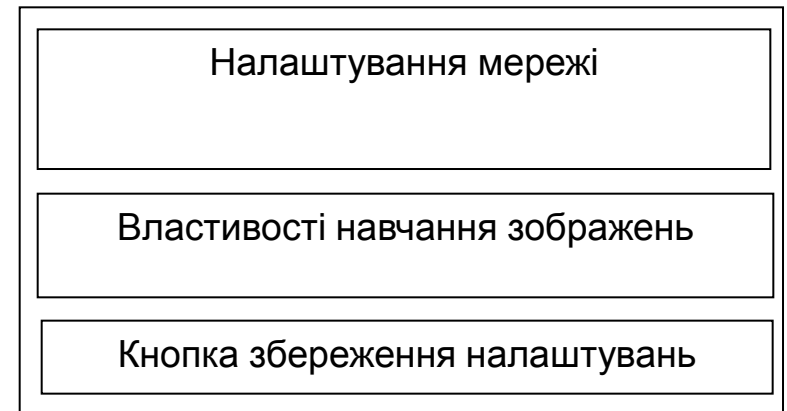 Налаштування мережі
Властивості навчання зображень
Кнопка збереження налаштувань